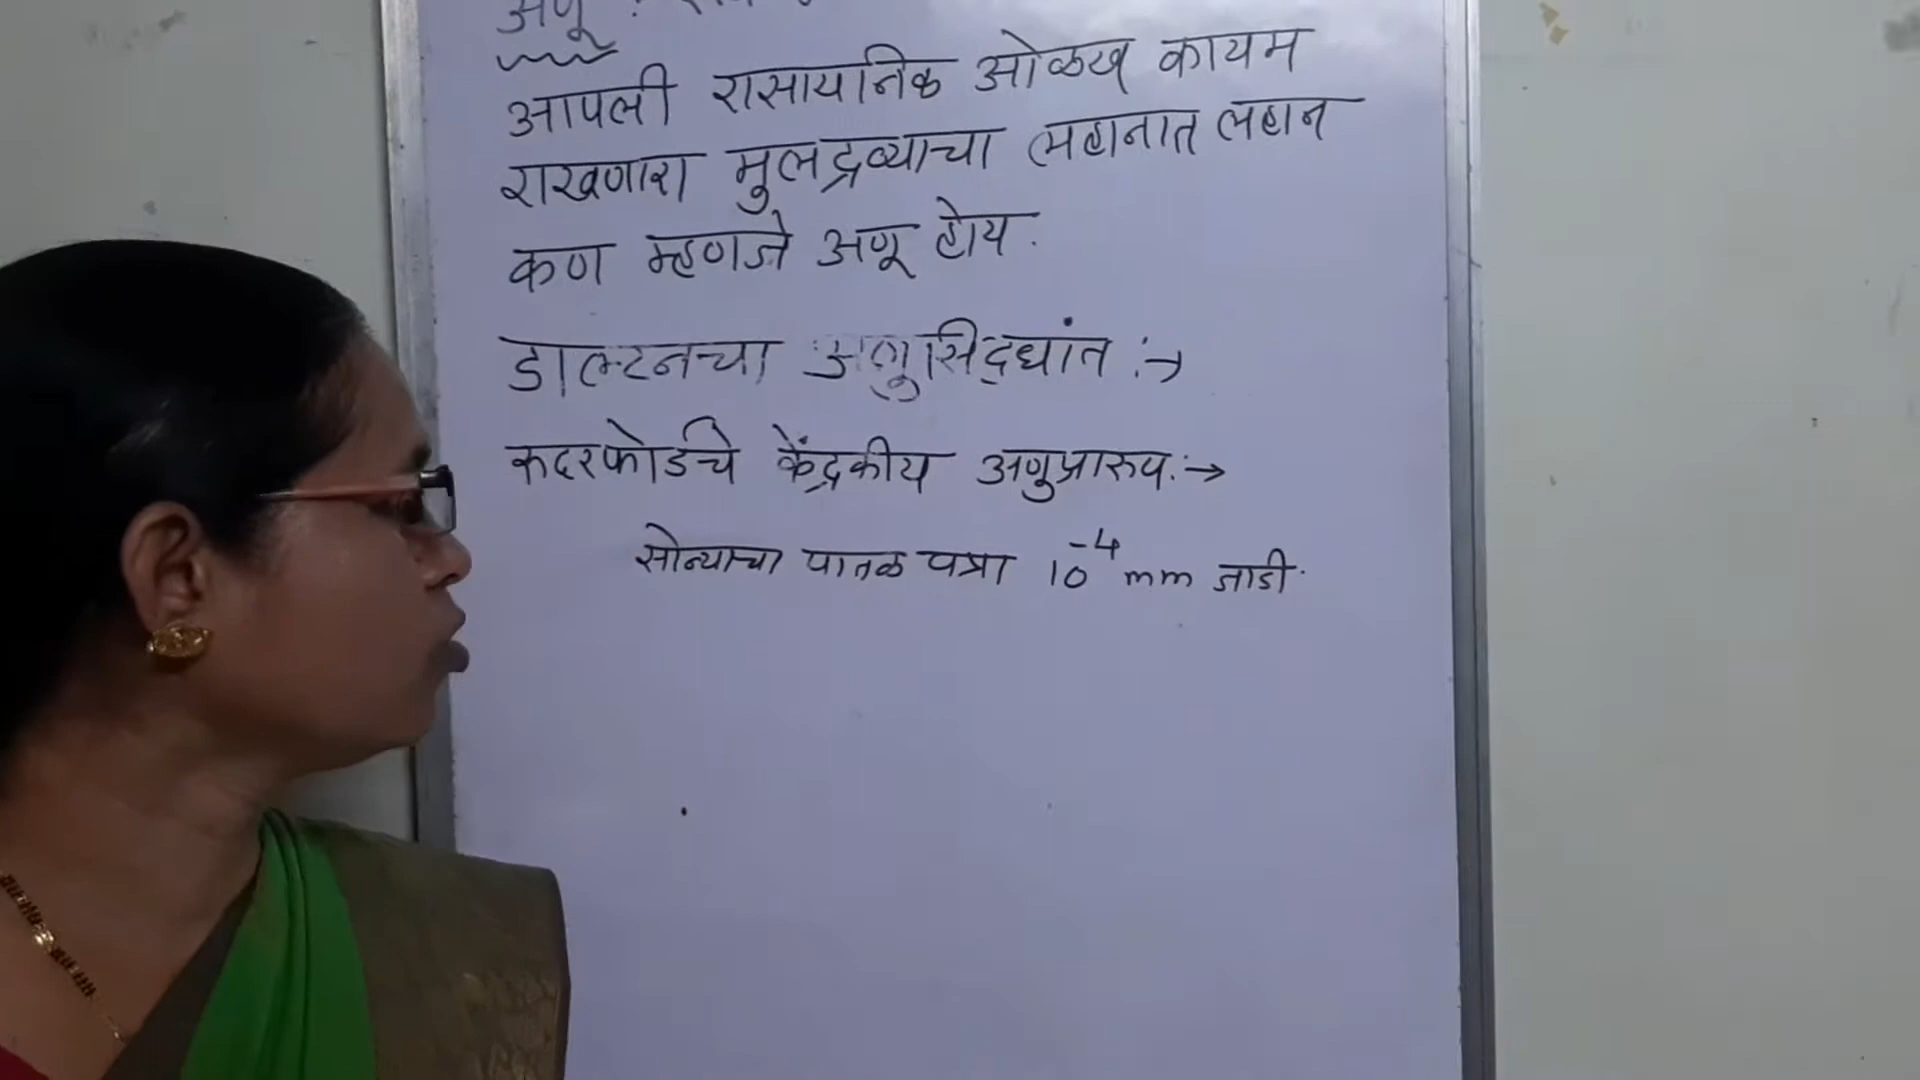 अणू :
आपली रासायनिक ओळख कायम
राखणारा मुलद्रव्याचा लहानात लहान
कण म्हणजे अणू होय.
डाल्टनचा अणुसिद्धांत :→
रुदरफोर्डचे केंद्रकीय अणुप्रारुप :→
सोन्याचा पातळ पत्रा 10⁻⁴ mm जाडी.